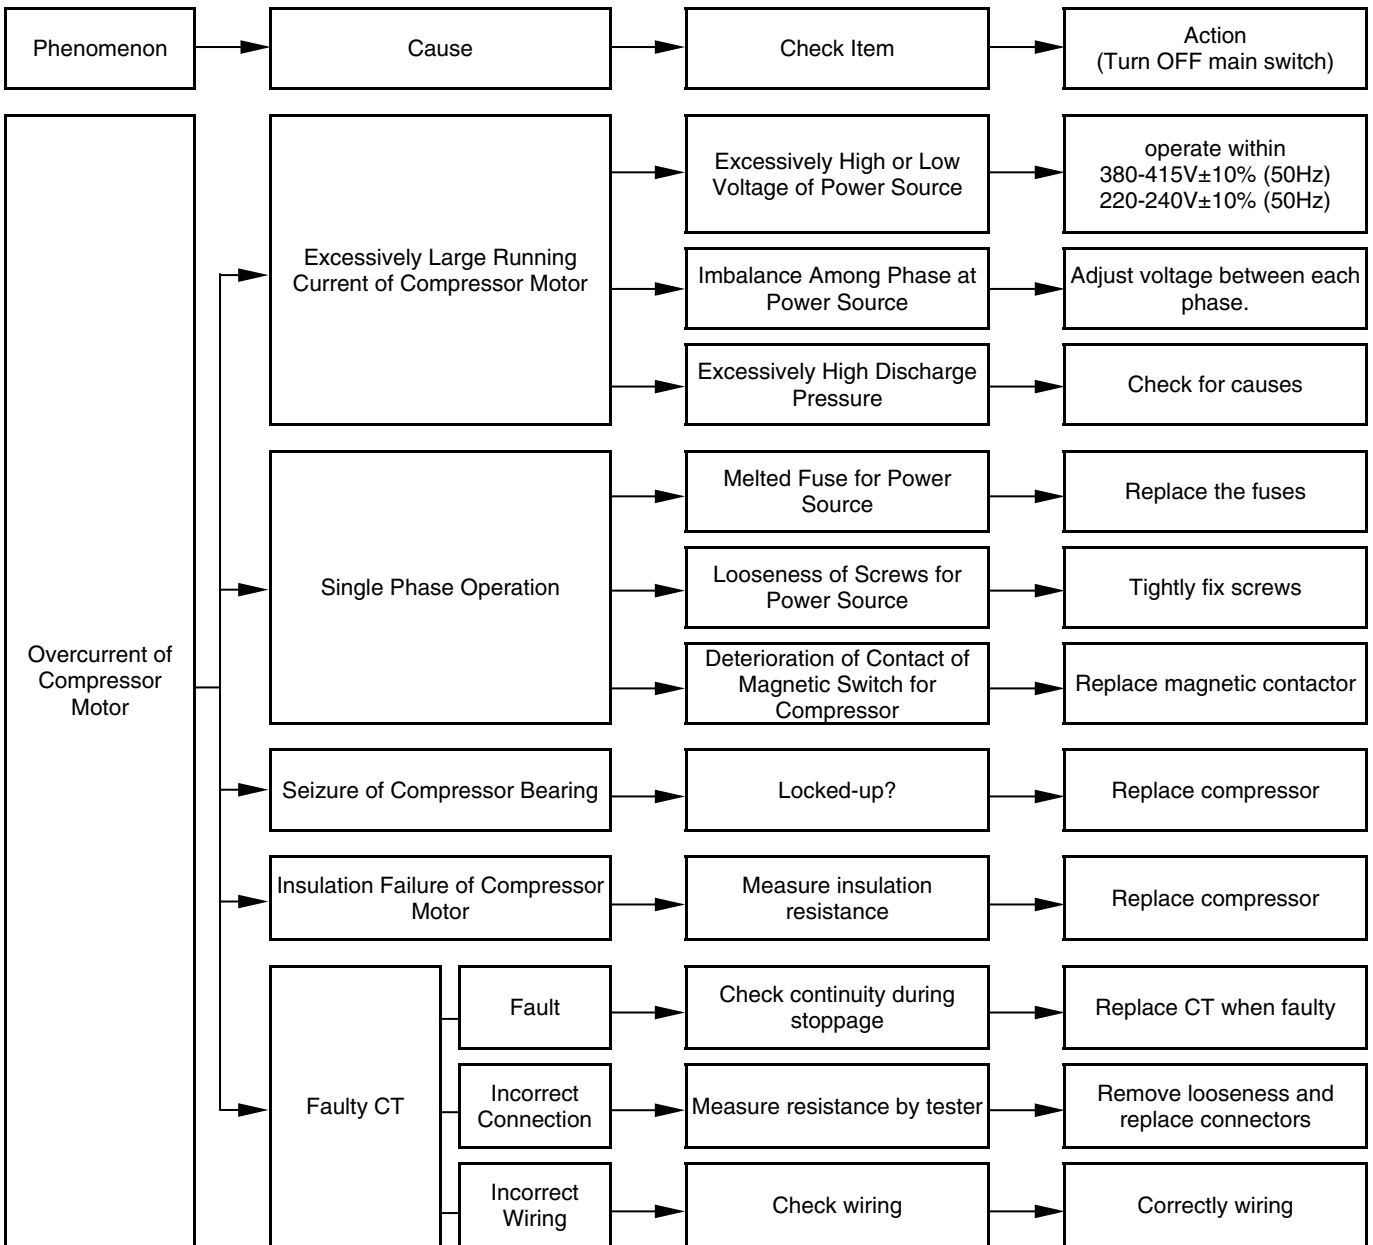 Phenomenon
Cause
Check Item
Action
(Turn OFF main switch)
Overcurrent of
Compressor
Motor
Excessively Large Running
Current of Compressor Motor
Excessively High or Low
Voltage of Power Source
operate within
380-415V±10% (50Hz)
220-240V±10% (50Hz)
Imbalance Among Phase at
Power Source
Adjust voltage between each
phase.
Excessively High Discharge
Pressure
Check for causes
Single Phase Operation
Melted Fuse for Power
Source
Replace the fuses
Looseness of Screws for
Power Source
Tightly fix screws
Deterioration of Contact of
Magnetic Switch for
Compressor
Replace magnetic contactor
Seizure of Compressor Bearing
Locked-up?
Replace compressor
Insulation Failure of Compressor
Motor
Measure insulation
resistance
Replace compressor
Faulty CT
Fault
Check continuity during
stoppage
Replace CT when faulty
Incorrect
Connection
Measure resistance by tester
Remove looseness and
replace connectors
Incorrect
Wiring
Check wiring
Correctly wiring